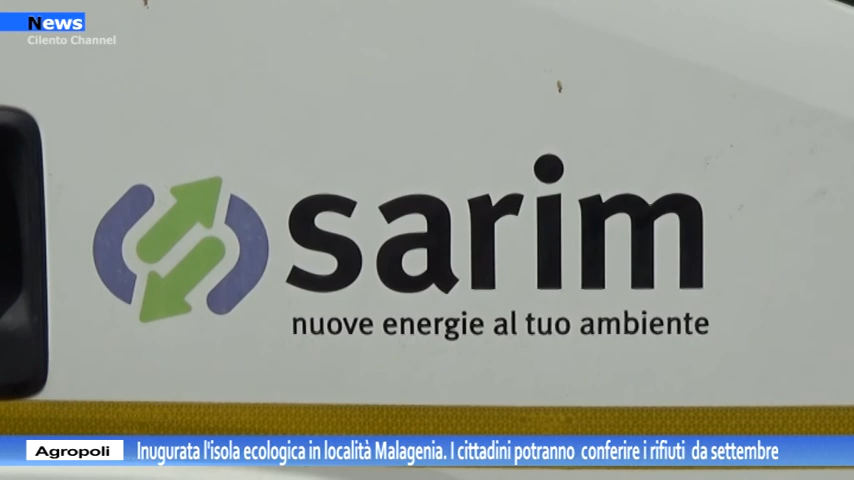 News
Cilento Channel
sarim
nuove energie al tuo ambiente
Agropoli
Inugurata l'isola ecologica in località Malagenia. I cittadini potranno conferire i rifiuti da settembre